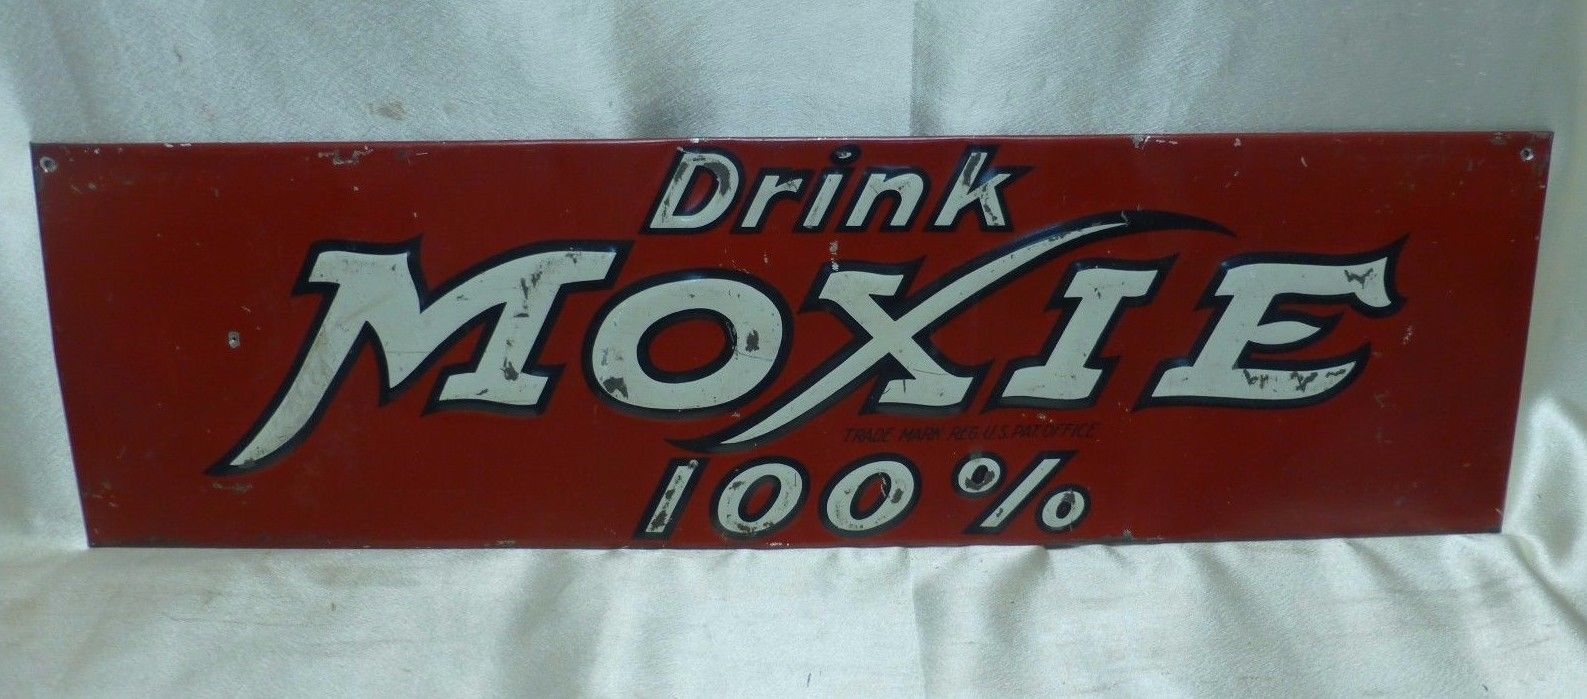 Drink
MOXIE
TRADE MARK REG. U.S. PAT. OFFICE
100%